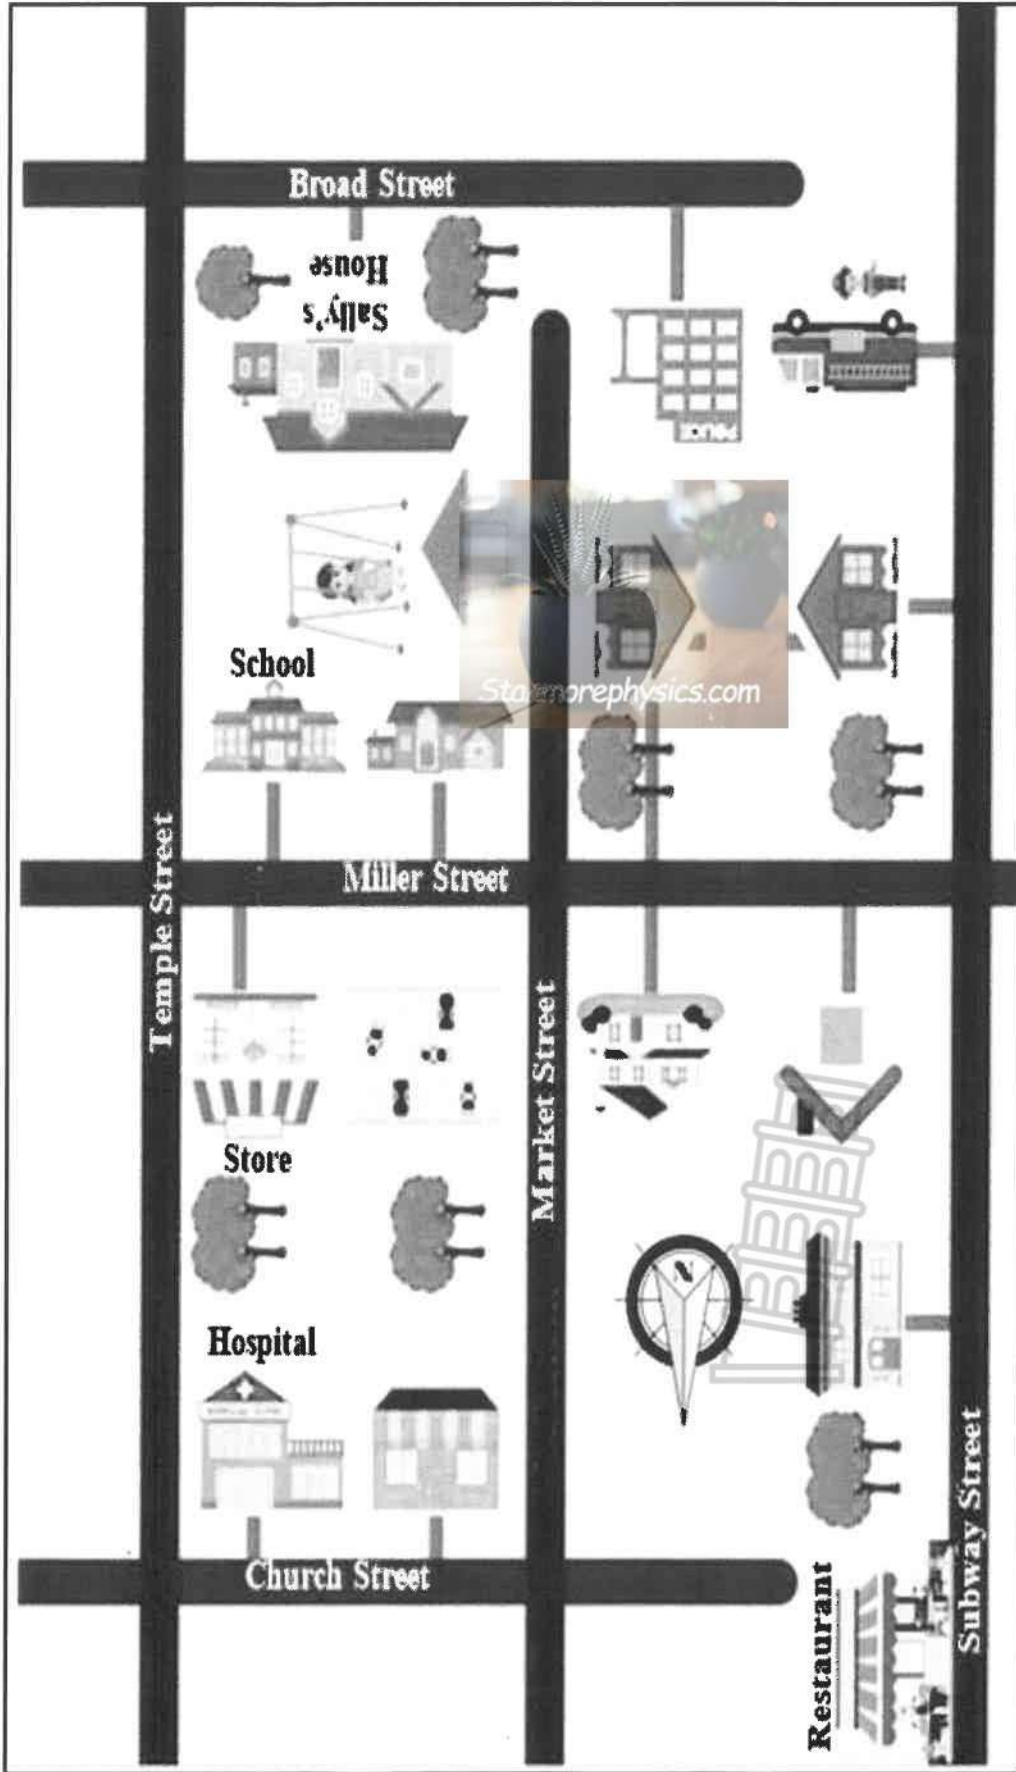 Broad Street
Sally's
House
POLICE
School
Stanmorephysics.com
Temple Street
Miller Street
Market Street
Store
N
Hospital
Church Street
Restaurant
Subway Street